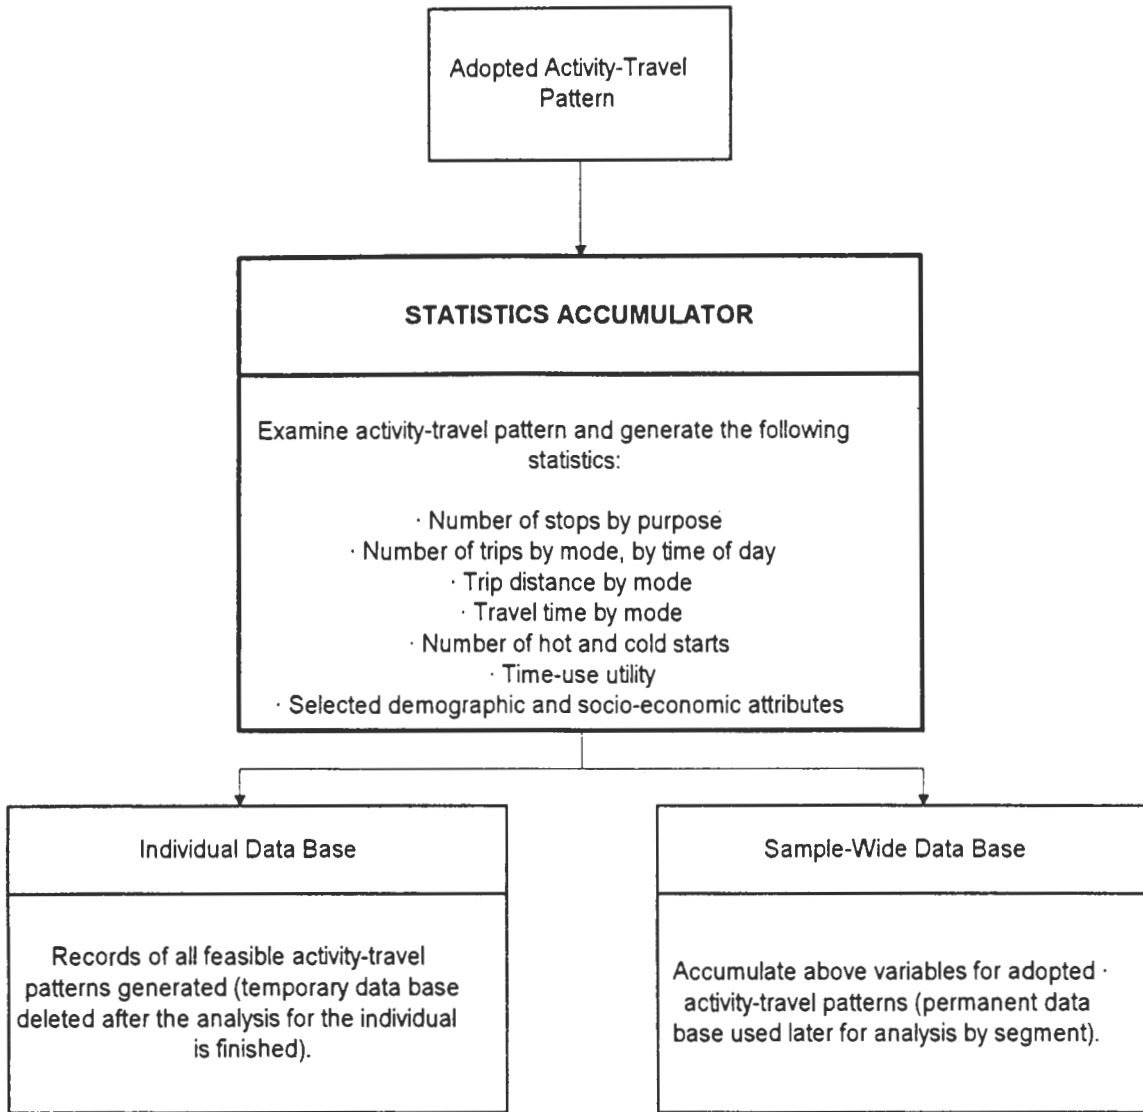 Adopted Activity-Travel
Pattern
STATISTICS ACCUMULATOR
Examine activity-travel pattern and generate the following
statistics:
· Number of stops by purpose
· Number of trips by mode, by time of day
· Trip distance by mode
· Travel time by mode
· Number of hot and cold starts
· Time-use utility
· Selected demographic and socio-economic attributes
Individual Data Base
Records of all feasible activity-travel
patterns generated (temporary data base
deleted after the analysis for the individual
is finished).
Sample-Wide Data Base
Accumulate above variables for adopted ·
activity-travel patterns (permanent data
base used later for analysis by segment).